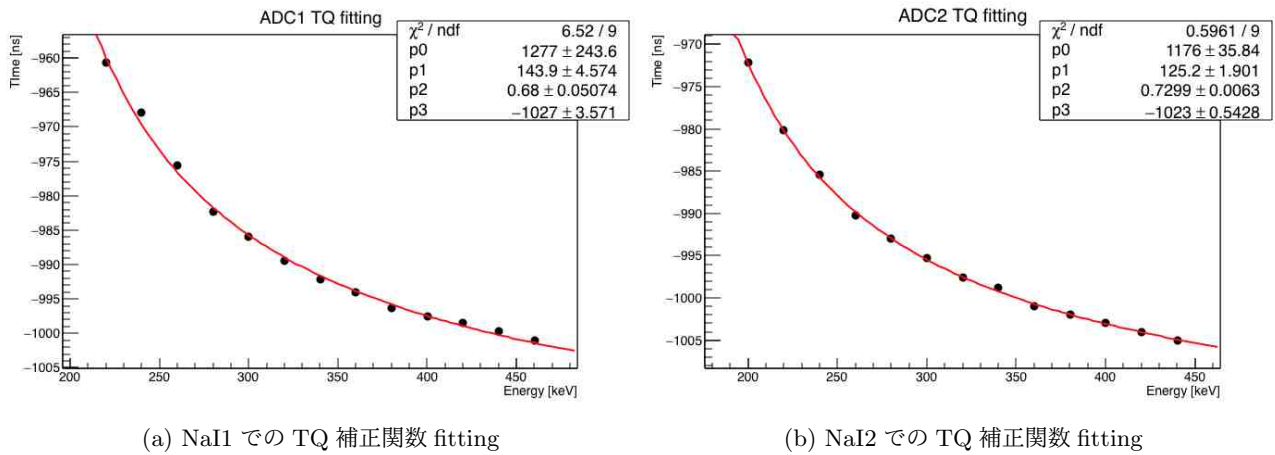 ADC1 TQ fitting
χ² / ndf 6.52 / 9
p0 1277 ± 243.6
p1 143.9 ± 4.574
p2 0.68 ± 0.05074
p3 −1027 ± 3.571
Time [ns]
−960
−965
−970
−975
−980
−985
−990
−995
−1000
−1005
200 250 300 350 400 450
Energy [keV]
(a) NaI1 での TQ 補正関数 fitting
ADC2 TQ fitting
χ² / ndf 0.5961 / 9
p0 1176 ± 35.84
p1 125.2 ± 1.901
p2 0.7299 ± 0.0063
p3 −1023 ± 0.5428
Time [ns]
−970
−975
−980
−985
−990
−995
−1000
−1005
200 250 300 350 400 450
Energy [keV]
(b) NaI2 での TQ 補正関数 fitting